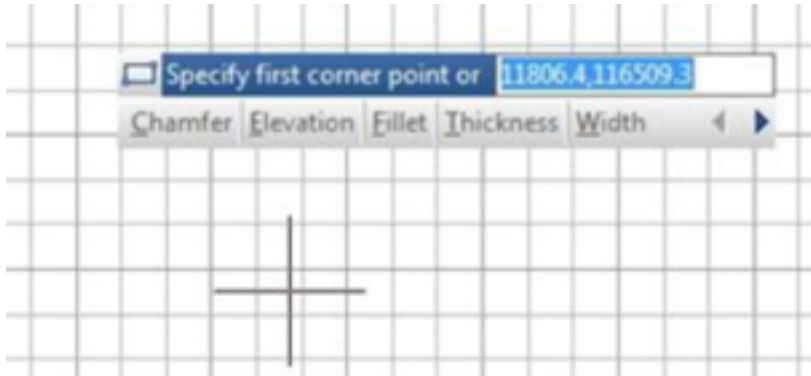 Specify first corner point or 11806.4,116509.3
Chamfer Elevation Fillet Thickness Width